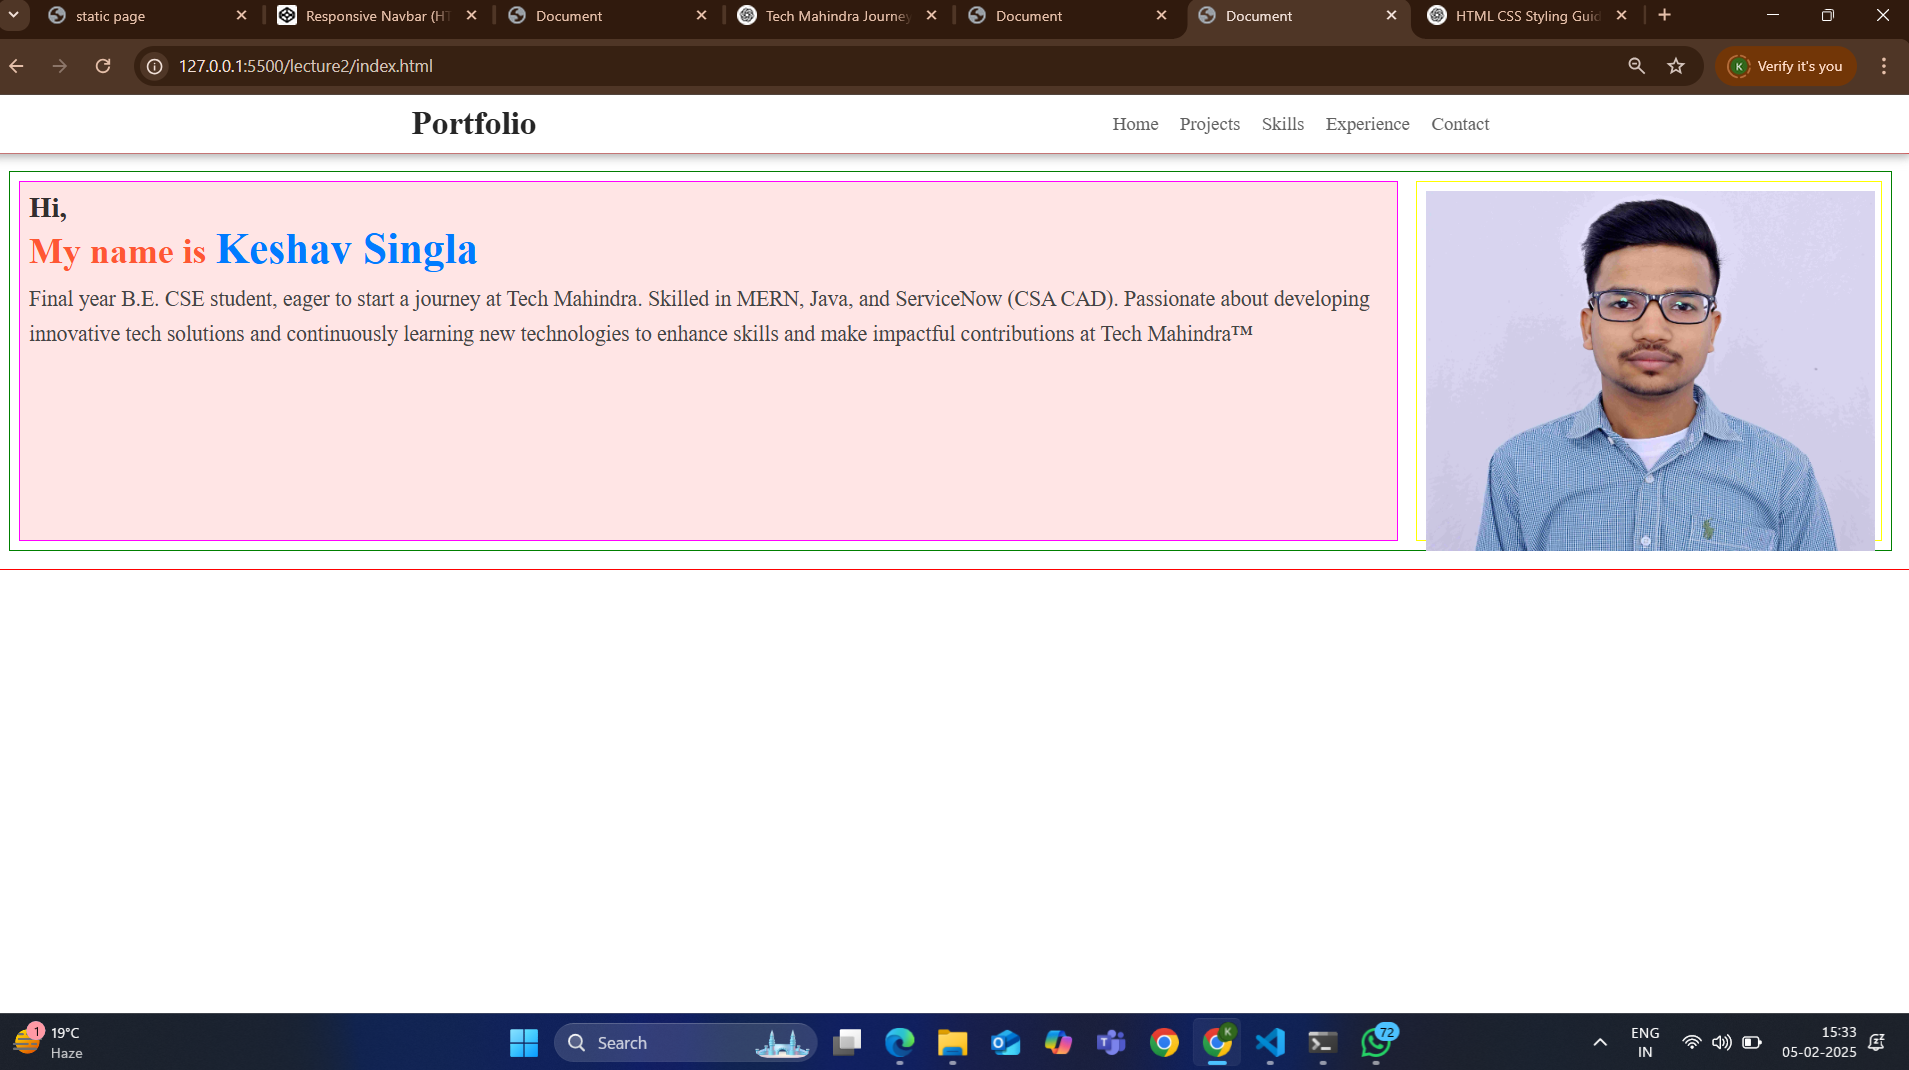 static page
Responsive Navbar (HT
Document
Tech Mahindra Journey
Document
Document
HTML CSS Styling Guid
127.0.0.1:5500/lecture2/index.html
K
Verify it's you
Portfolio
Home
Projects
Skills
Experience
Contact
Hi,
My name is Keshav Singla
Final year B.E. CSE student, eager to start a journey at Tech Mahindra. Skilled in MERN, Java, and ServiceNow (CSA CAD). Passionate about developing
innovative tech solutions and continuously learning new technologies to enhance skills and make impactful contributions at Tech Mahindra™
1
19°C
Haze
Search
K
72
ENG
IN
15:33
05-02-2025